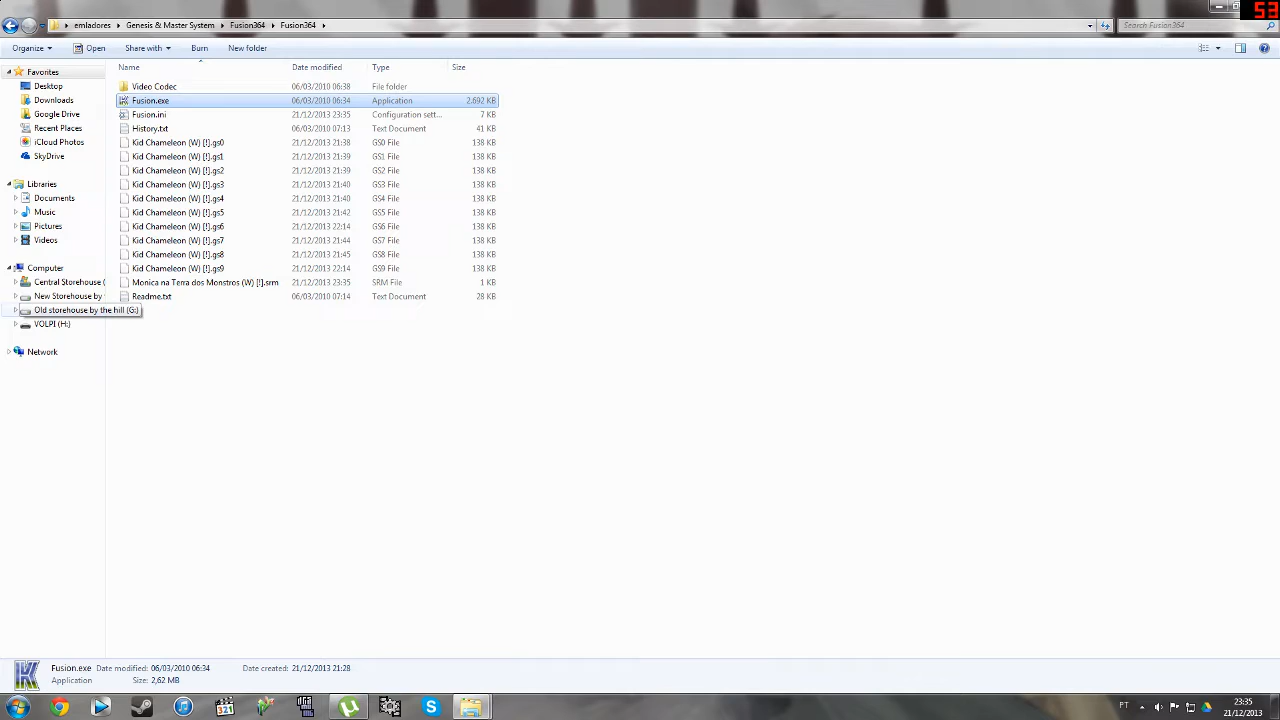 53
emladores Genesis & Master System Fusion364 Fusion364
Search Fusion364
Organize Open Share with Burn New folder
Name Date modified Type Size
Favorites
Desktop
Downloads
Google Drive
Recent Places
iCloud Photos
SkyDrive
Libraries
Documents
Music
Pictures
Videos
Computer
Central Storehouse (
New Storehouse by
Old storehouse by the hill (G:)
VOLPI (H:)
Network
Video Codec 06/03/2010 06:38 File folder
Fusion.exe 06/03/2010 06:34 Application 2.692 KB
Fusion.ini 21/12/2013 23:35 Configuration sett... 7 KB
History.txt 06/03/2010 07:13 Text Document 41 KB
Kid Chameleon (W) [!].gs0 21/12/2013 21:38 GS0 File 138 KB
Kid Chameleon (W) [!].gs1 21/12/2013 21:39 GS1 File 138 KB
Kid Chameleon (W) [!].gs2 21/12/2013 21:39 GS2 File 138 KB
Kid Chameleon (W) [!].gs3 21/12/2013 21:40 GS3 File 138 KB
Kid Chameleon (W) [!].gs4 21/12/2013 21:40 GS4 File 138 KB
Kid Chameleon (W) [!].gs5 21/12/2013 21:42 GS5 File 138 KB
Kid Chameleon (W) [!].gs6 21/12/2013 22:14 GS6 File 138 KB
Kid Chameleon (W) [!].gs7 21/12/2013 21:44 GS7 File 138 KB
Kid Chameleon (W) [!].gs8 21/12/2013 21:45 GS8 File 138 KB
Kid Chameleon (W) [!].gs9 21/12/2013 22:14 GS9 File 138 KB
Monica na Terra dos Monstros (W) [!].srm 21/12/2013 23:35 SRM File 1 KB
Readme.txt 06/03/2010 07:14 Text Document 28 KB
Fusion.exe Date modified: 06/03/2010 06:34 Date created: 21/12/2013 21:28
Application Size: 2,62 MB
321
PT
23:35
21/12/2013